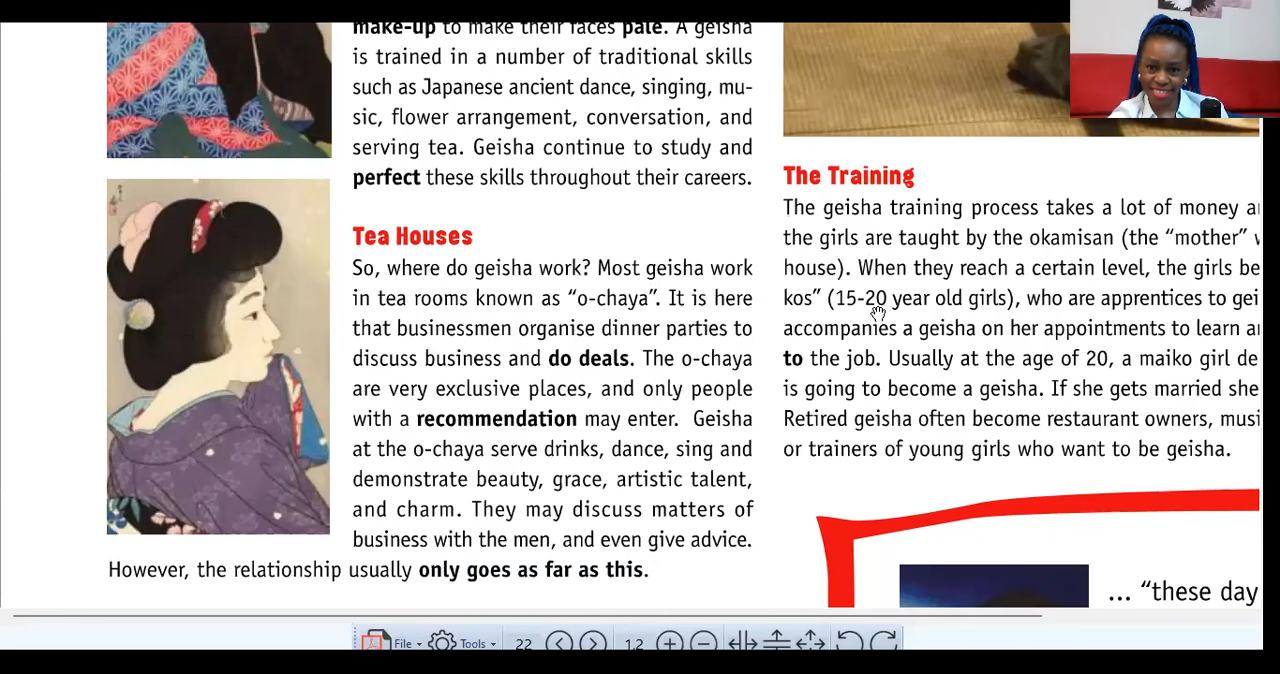 make-up to make their faces pale. A geisha
is trained in a number of traditional skills
such as Japanese ancient dance, singing, mu-
sic, flower arrangement, conversation, and
serving tea. Geisha continue to study and
perfect these skills throughout their careers.
Tea Houses
So, where do geisha work? Most geisha work
in tea rooms known as “o-chaya”. It is here
that businessmen organise dinner parties to
discuss business and do deals. The o-chaya
are very exclusive places, and only people
with a recommendation may enter. Geisha
at the o-chaya serve drinks, dance, sing and
demonstrate beauty, grace, artistic talent,
and charm. They may discuss matters of
business with the men, and even give advice.
However, the relationship usually only goes as far as this.
The Training
The geisha training process takes a lot of money a
the girls are taught by the okamisan (the “mother”
house). When they reach a certain level, the girls be
kos” (15-20 year old girls), who are apprentices to gei
accompanies a geisha on her appointments to learn a
to the job. Usually at the age of 20, a maiko girl de
is going to become a geisha. If she gets married she
Retired geisha often become restaurant owners, musi
or trainers of young girls who want to be geisha.
... “these day
File Tools 22 1.2